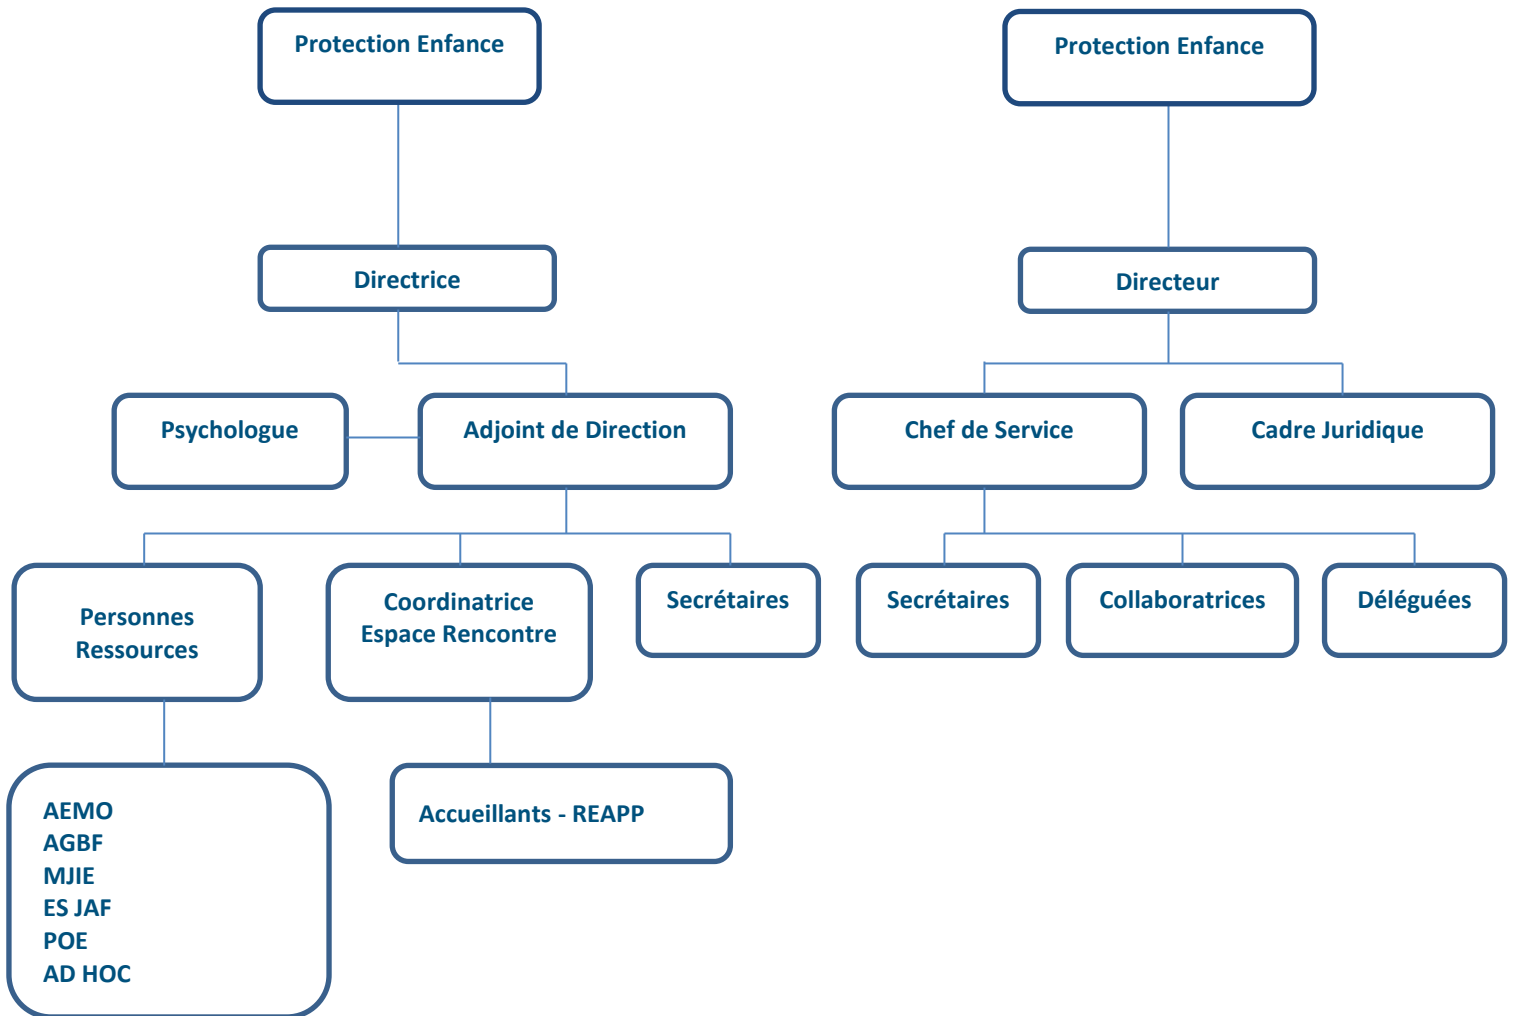 Protection Enfance
Protection Enfance
Directrice
Directeur
Psychologue
Adjoint de Direction
Chef de Service
Cadre Juridique
Personnes
Ressources
Coordinatrice
Espace Rencontre
Secrétaires
Secrétaires
Collaboratrices
Déléguées
AEMO
AGBF
MJIE
ES JAF
POE
AD HOC
Accueillants - REAPP